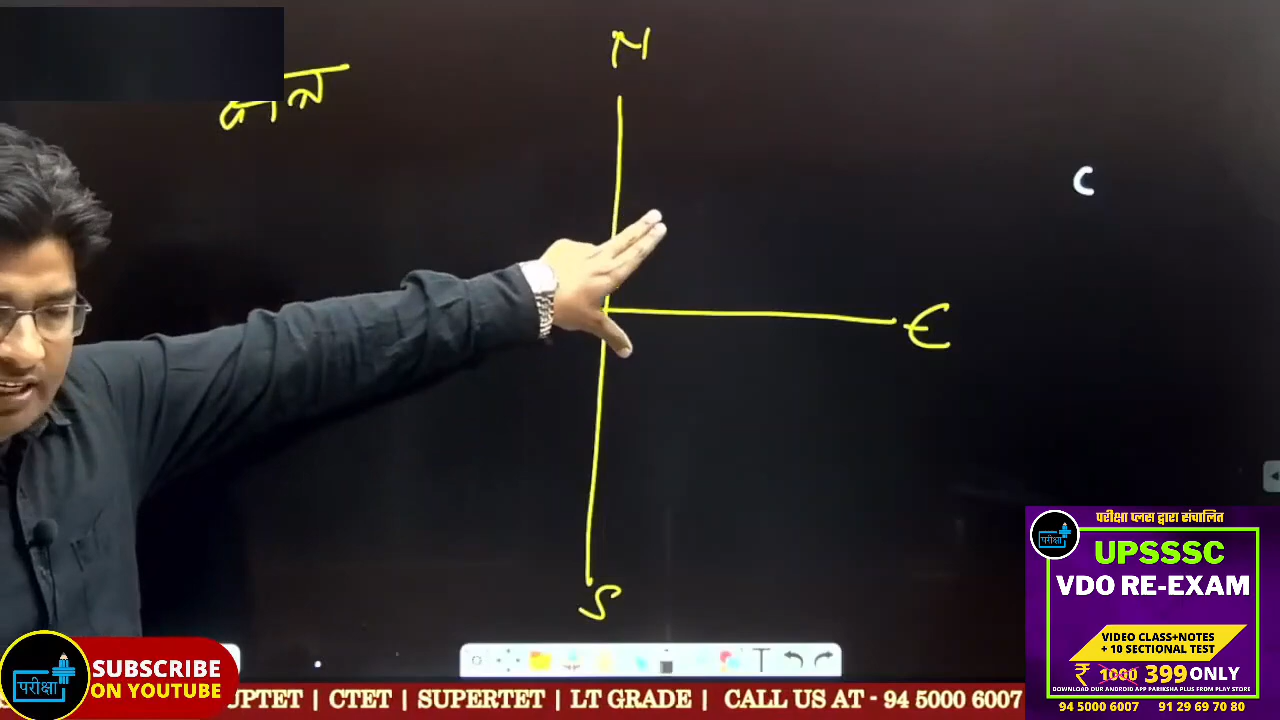 N
C
E
S
परीक्षा प्लस द्वारा संचालित
परीक्षा
UPSSSC
VDO RE-EXAM
VIDEO CLASS+NOTES
+ 10 SECTIONAL TEST
₹ 1000 399 ONLY
DOWNLOAD OUR ANDROID APP PARIKSHA PLUS FROM PLAY STORE
94 5000 6007 91 29 69 70 80
परीक्षा
SUBSCRIBE
ON YOUTUBE
T
UPTET | CTET | SUPERTET | LT GRADE | CALL US AT - 94 5000 6007